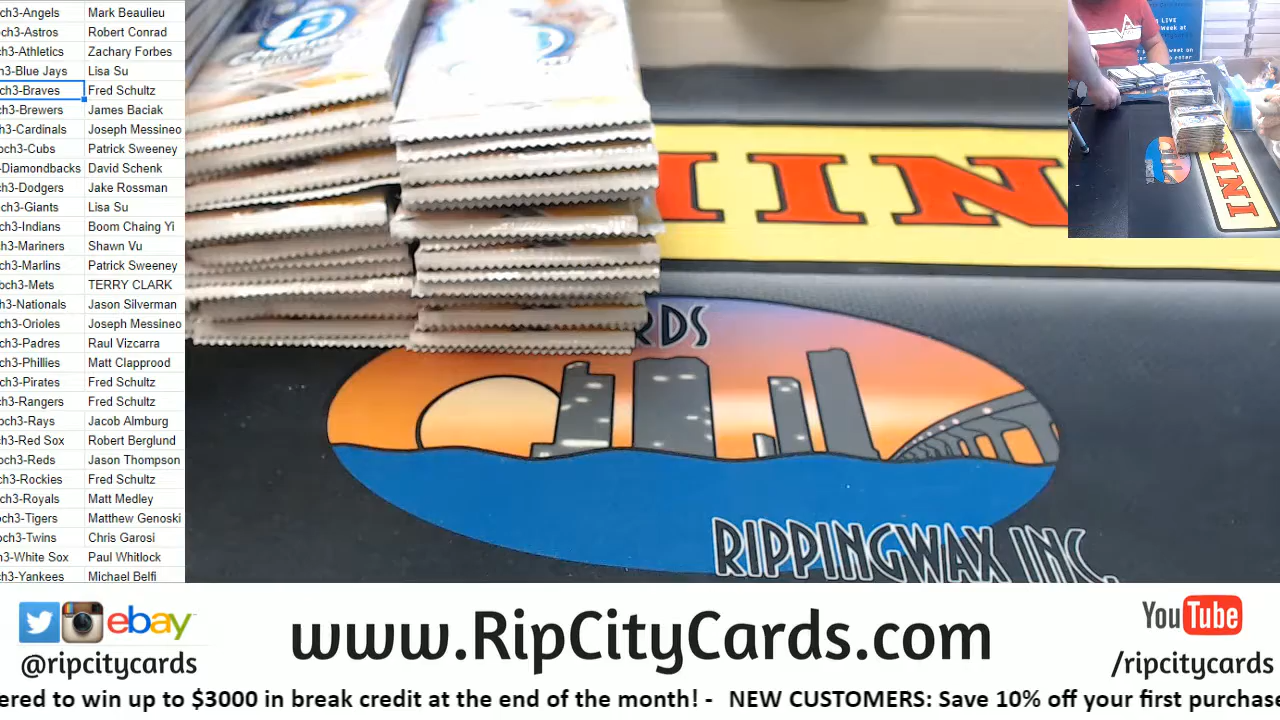 ch3-Angels Mark Beaulieu
och3-Astros Robert Conrad
ch3-Athletics Zachary Forbes
h3-Blue Jays Lisa Su
ch3-Braves Fred Schultz
ch3-Brewers James Baciak
h3-Cardinals Joseph Messineo
och3-Cubs Patrick Sweeney
-Diamondbacks David Schenk
ch3-Dodgers Jake Rossman
ch3-Giants Lisa Su
ch3-Indians Boom Chaing Yi
ch3-Mariners Shawn Vu
ch3-Marlins Patrick Sweeney
och3-Mets TERRY CLARK
ch3-Nationals Jason Silverman
ch3-Orioles Joseph Messineo
ch3-Padres Raul Vizcarra
ch3-Phillies Matt Clapprood
ch3-Pirates Fred Schultz
ch3-Rangers Fred Schultz
och3-Rays Jacob Almburg
ch3-Red Sox Robert Berglund
och3-Reds Jason Thompson
ch3-Rockies Fred Schultz
ch3-Royals Matt Medley
och3-Tigers Matthew Genoski
och3-Twins Chris Garosi
h3-White Sox Paul Whitlock
ch3-Yankees Michael Belfi
B
INI
RDS
RIPPINGWAX INC.
INI
LIVE
ebay
@ripcitycards
www.RipCityCards.com
YouTube
/ripcitycards
ered to win up to $3000 in break credit at the end of the month! - NEW CUSTOMERS: Save 10% off your first purchase